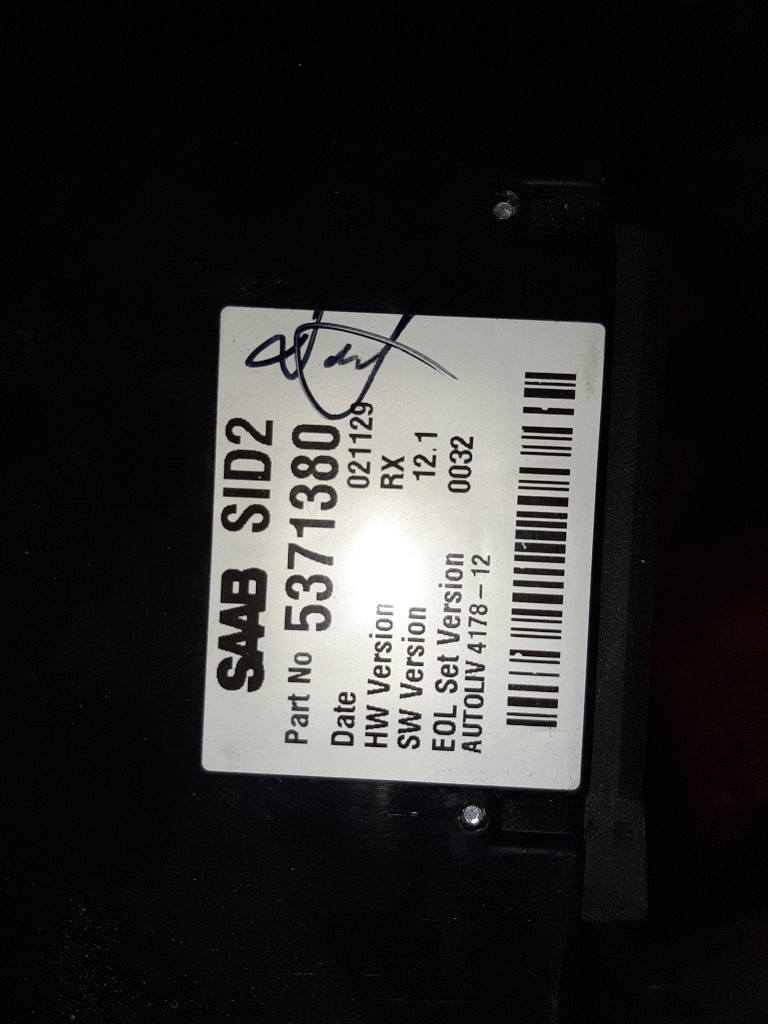 SAAB SID2
Part No 5371380
Date 021129
HW Version RX
SW Version 12.1
EOL Set Version 0032
AUTOLIV 4178-12